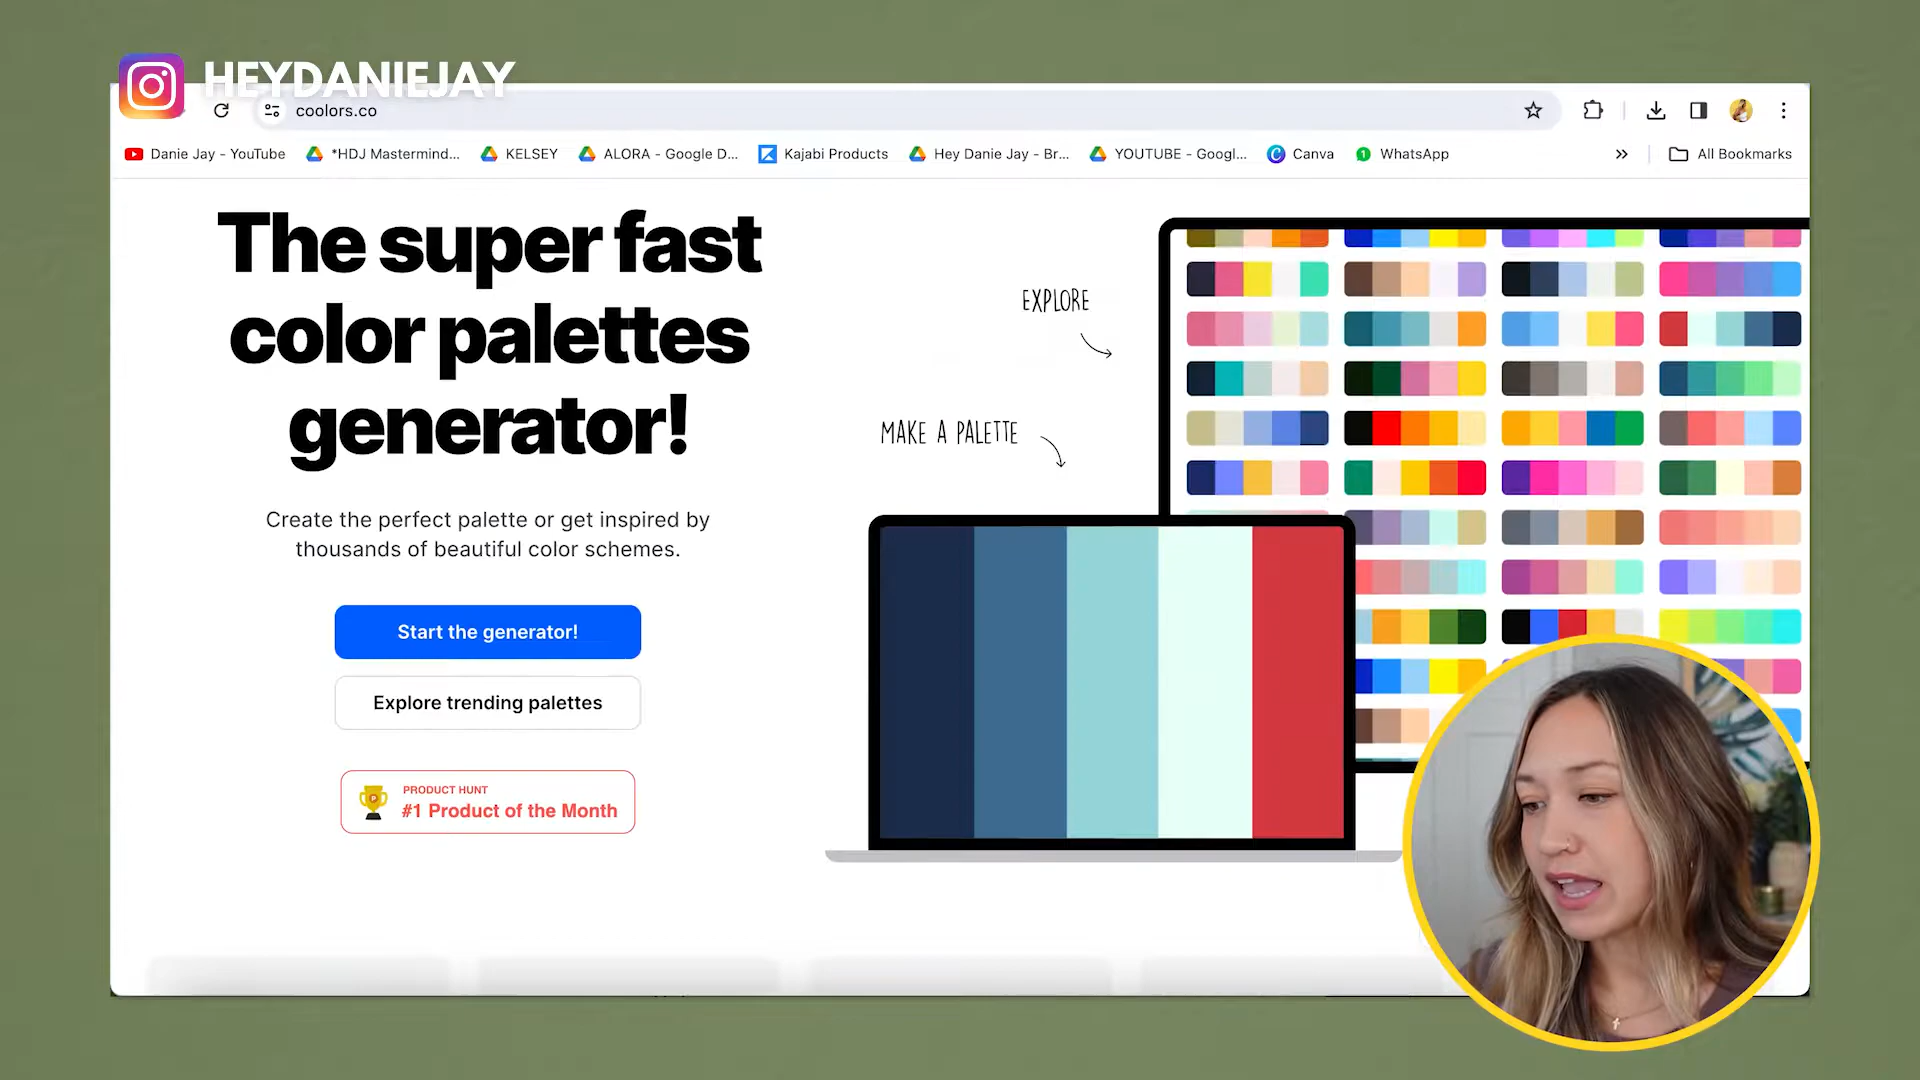 HEYDANIEJAY
coolors.co
Danie Jay - YouTube
*HDJ Mastermind...
KELSEY
ALORA - Google D...
Kajabi Products
Hey Danie Jay - Br...
YOUTUBE - Googl...
Canva
1
WhatsApp
All Bookmarks
The super fast
color palettes
generator!
Create the perfect palette or get inspired by
thousands of beautiful color schemes.
Start the generator!
Explore trending palettes
P
PRODUCT HUNT
#1 Product of the Month
EXPLORE
MAKE A PALETTE